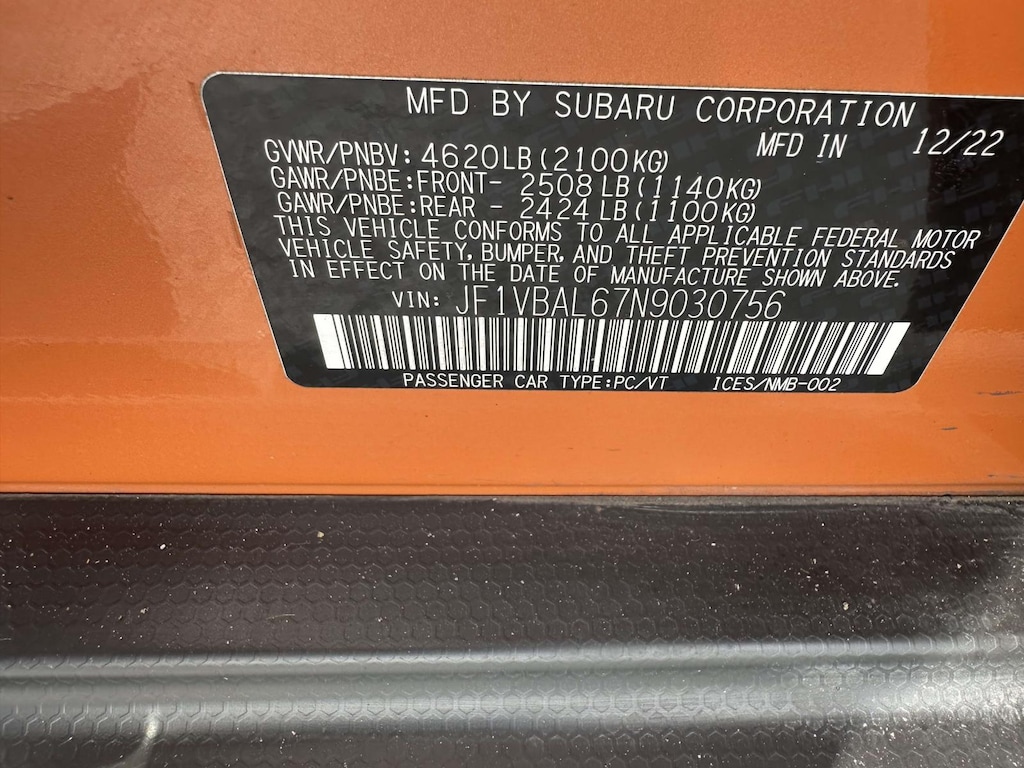 MFD BY SUBARU CORPORATION
MFD IN 12/22
GVWR/PNBV: 4620LB(2100KG)
GAWR/PNBE:FRONT- 2508LB(1140KG)
GAWR/PNBE:REAR - 2424LB(1100KG)
THIS VEHICLE CONFORMS TO ALL APPLICABLE FEDERAL MOTOR
VEHICLE SAFETY, BUMPER, AND THEFT PREVENTION STANDARDS
IN EFFECT ON THE DATE OF MANUFACTURE SHOWN ABOVE.
VIN: JF1VBAL67N9030756
PASSENGER CAR TYPE:PC/VT ICES/NMB-002